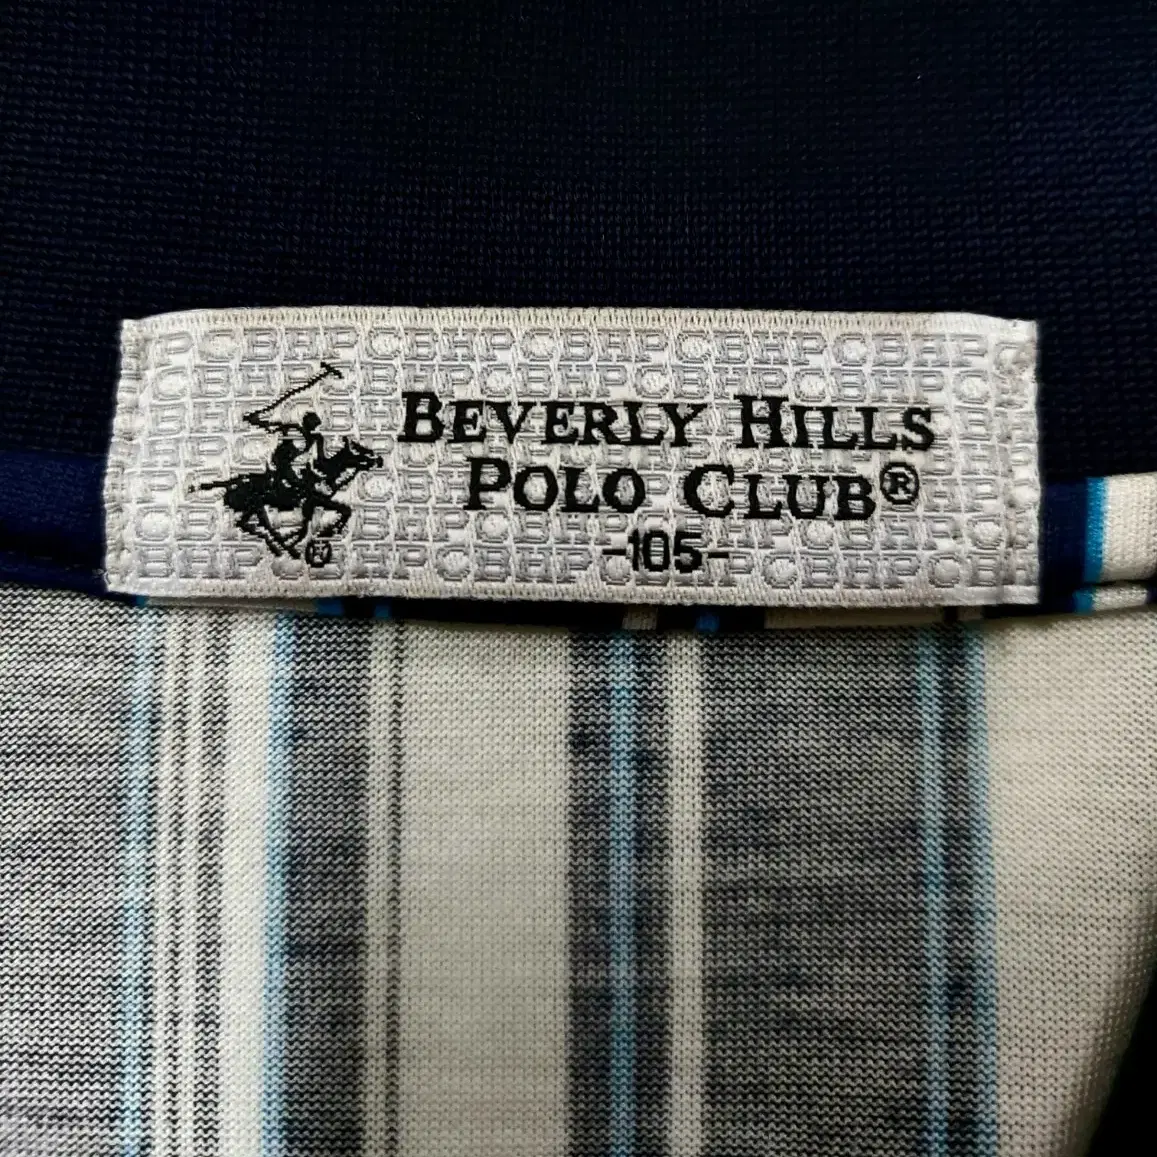 BEVERLY HILLS
POLO CLUB®
-105-